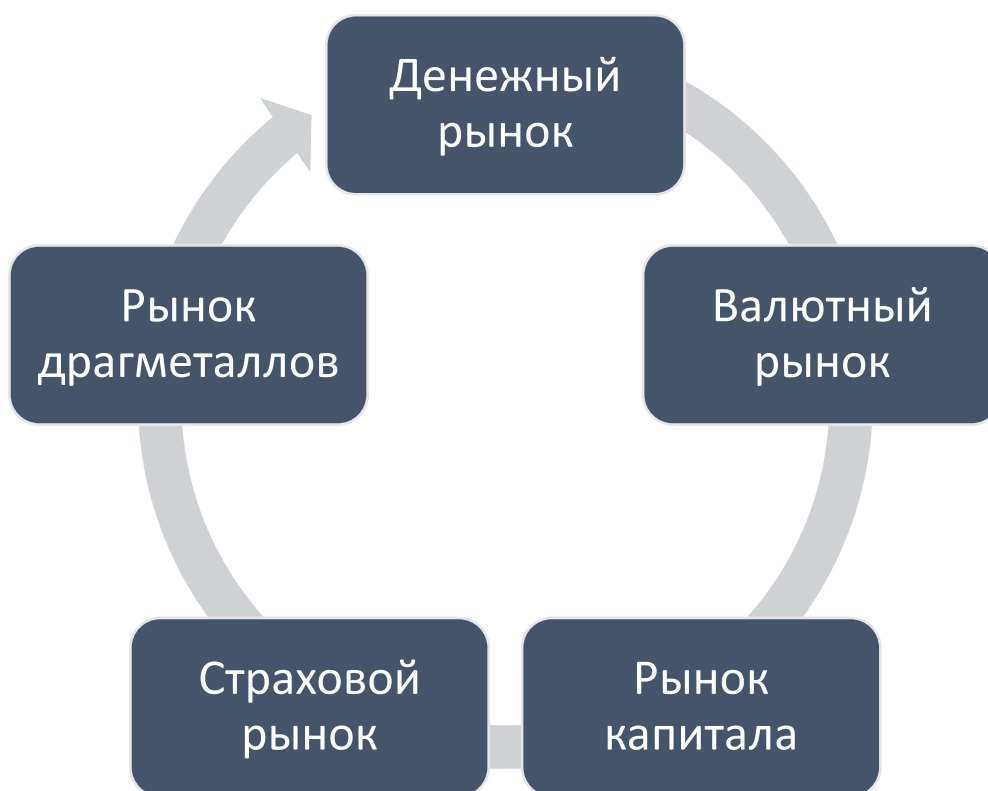 Денежный
рынок
Валютный
рынок
Рынок
капитала
Страховой
рынок
Рынок
драгметаллов